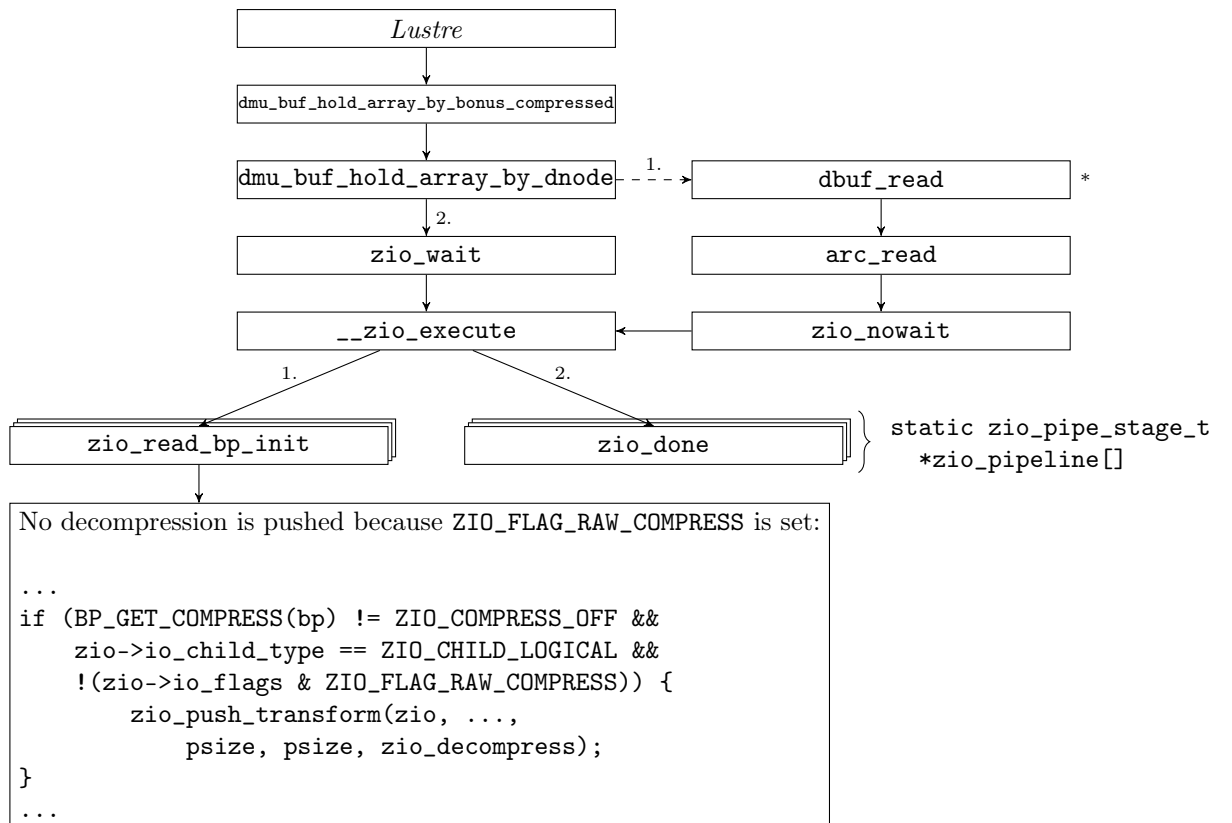 Lustre
dmu_buf_hold_array_by_bonus_compressed
dmu_buf_hold_array_by_dnode
1.
dbuf_read
*
2.
zio_wait
arc_read
__zio_execute
zio_nowait
1.
2.
zio_read_bp_init
zio_done
static zio_pipe_stage_t
*zio_pipeline[]
No decompression is pushed because ZIO_FLAG_RAW_COMPRESS is set:
...
if (BP_GET_COMPRESS(bp) != ZIO_COMPRESS_OFF &&
    zio->io_child_type == ZIO_CHILD_LOGICAL &&
    !(zio->io_flags & ZIO_FLAG_RAW_COMPRESS)) {
        zio_push_transform(zio, ...,
            psize, psize, zio_decompress);
}
...